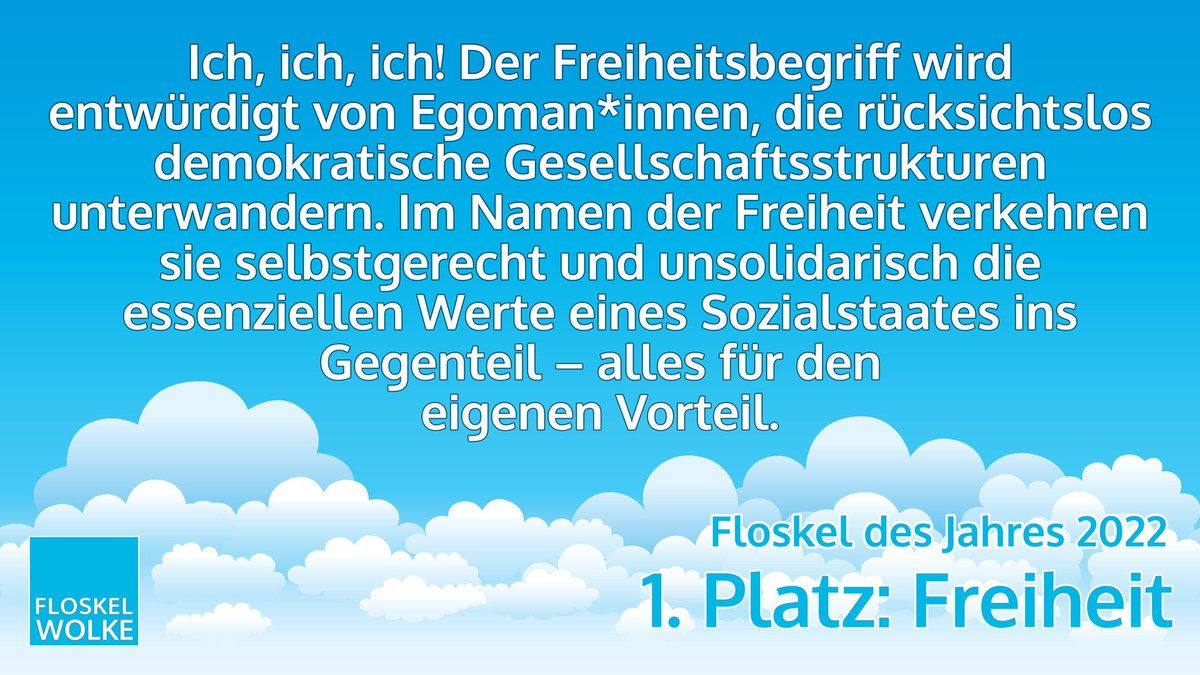 Ich, ich, ich! Der Freiheitsbegriff wird
entwürdigt von Egoman*innen, die rücksichtslos
demokratische Gesellschaftsstrukturen
unterwandern. Im Namen der Freiheit verkehren
sie selbstgerecht und unsolidarisch die
essenziellen Werte eines Sozialstaates ins
Gegenteil – alles für den
eigenen Vorteil.
Floskel des Jahres 2022
1. Platz: Freiheit
FLOSKEL
WOLKE